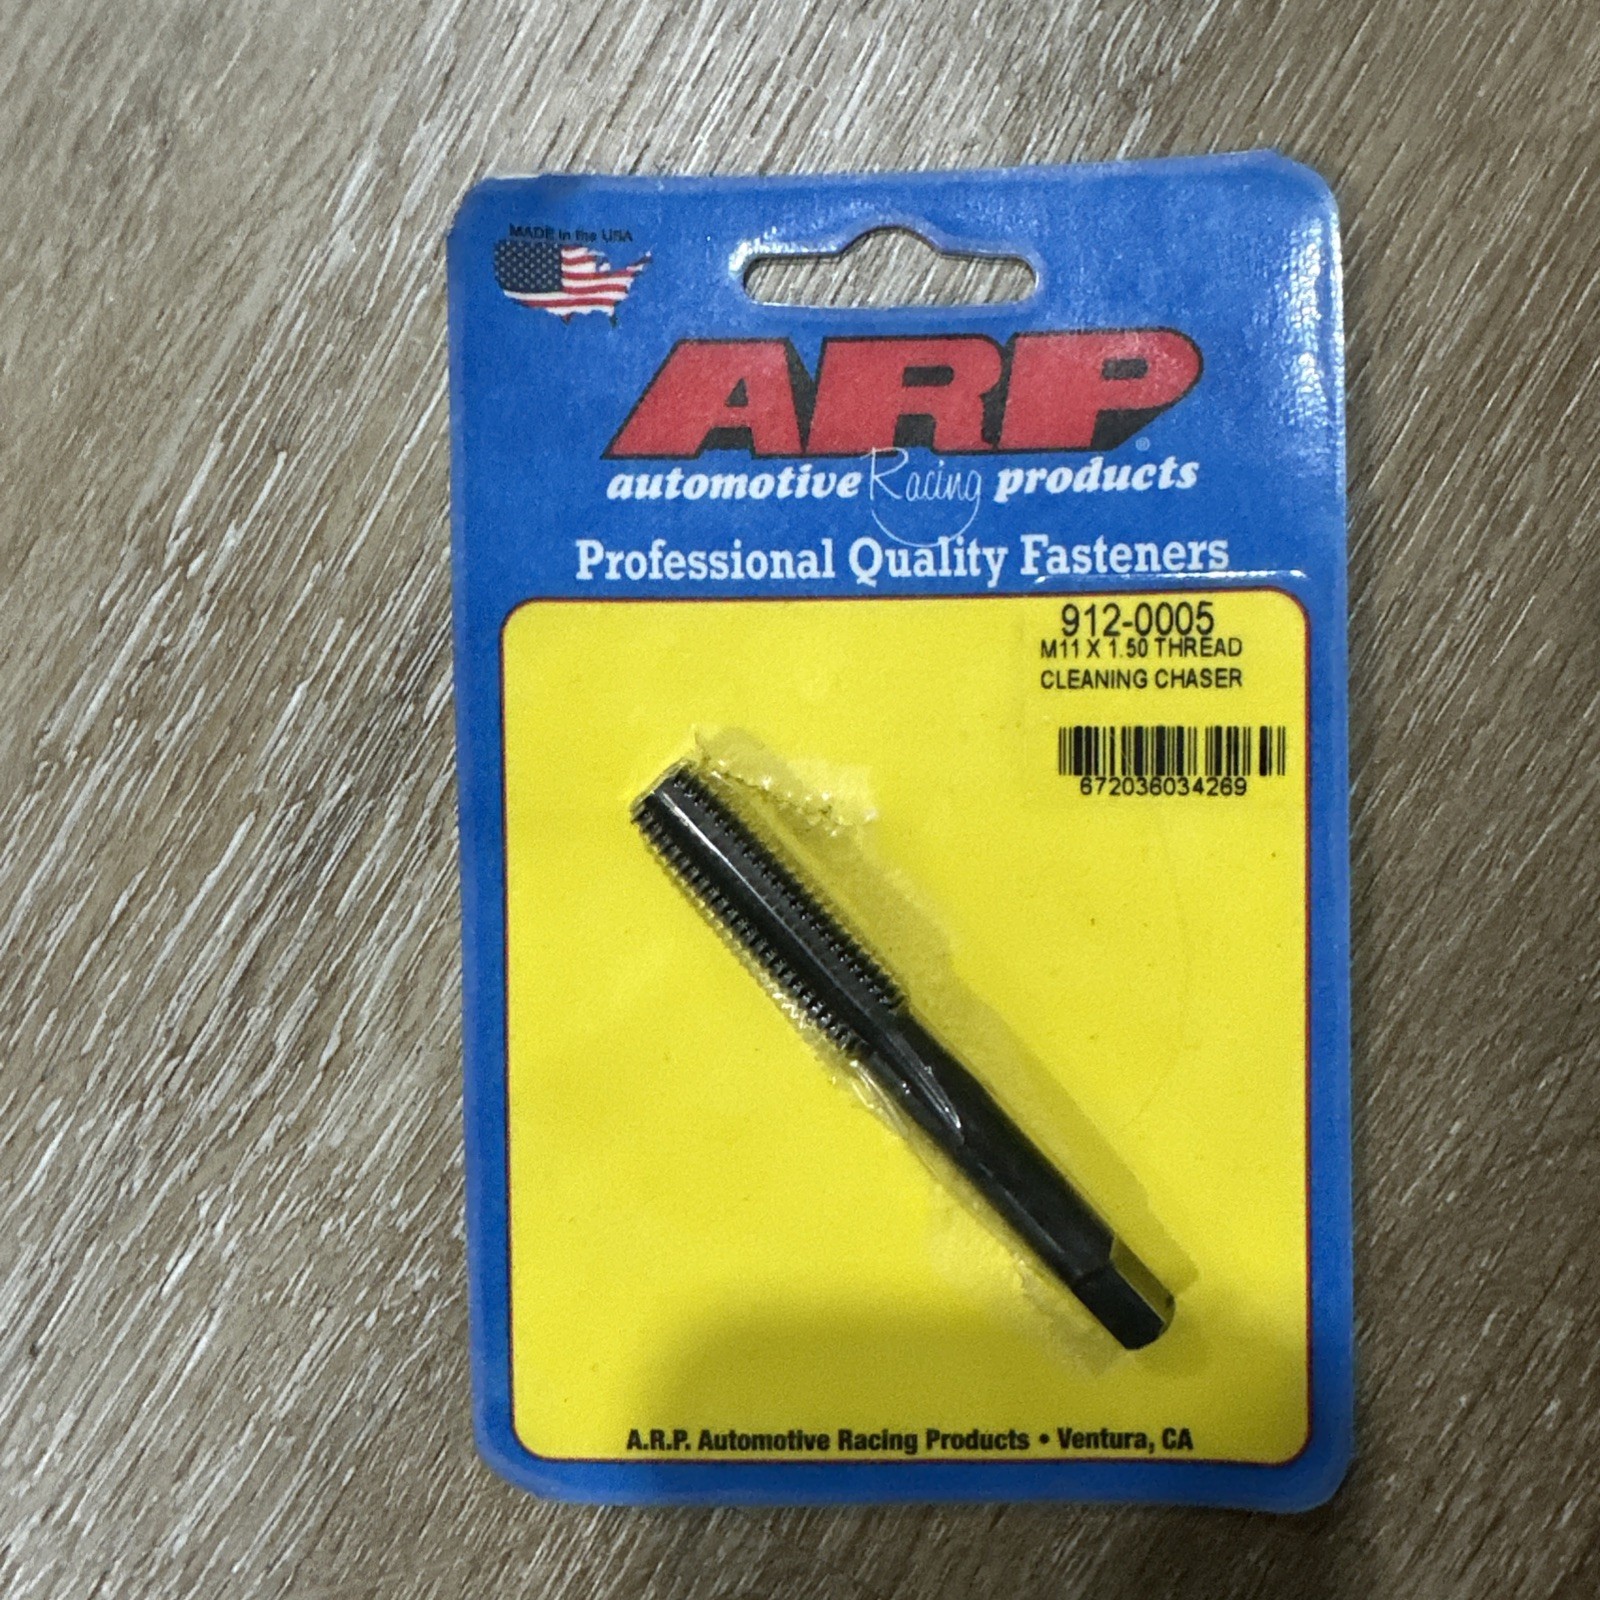 MADE in the USA
ARP®
automotive Racing products
Professional Quality Fasteners
912-0005
M11 X 1.50 THREAD
CLEANING CHASER
672036034269
A.R.P. Automotive Racing Products • Ventura, CA